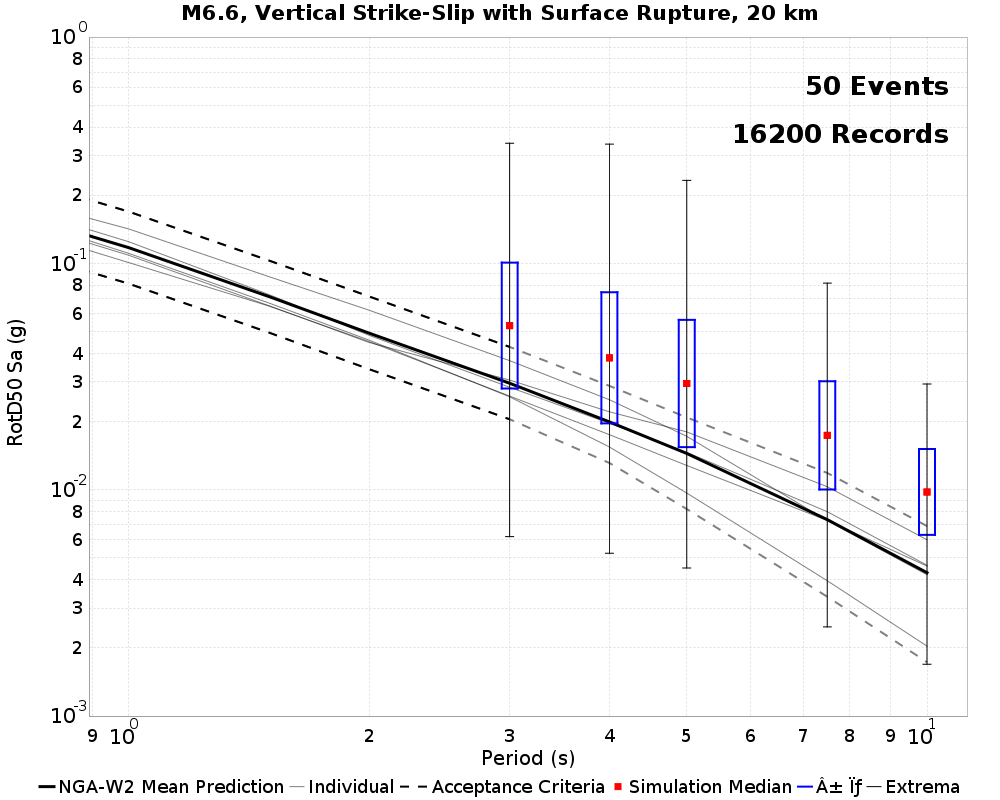 M6.6, Vertical Strike-Slip with Surface Rupture, 20 km
50 Events
16200 Records
RotD50 Sa (g)
10^0
8
6
4
3
2
10^-1
8
6
4
3
2
10^-2
8
6
4
3
2
10^-3
9 10^0 2 3 4 5 6 7 8 9 10^1
Period (s)
NGA-W2 Mean Prediction Individual Acceptance Criteria Simulation Median Â± Ïƒ Extrema